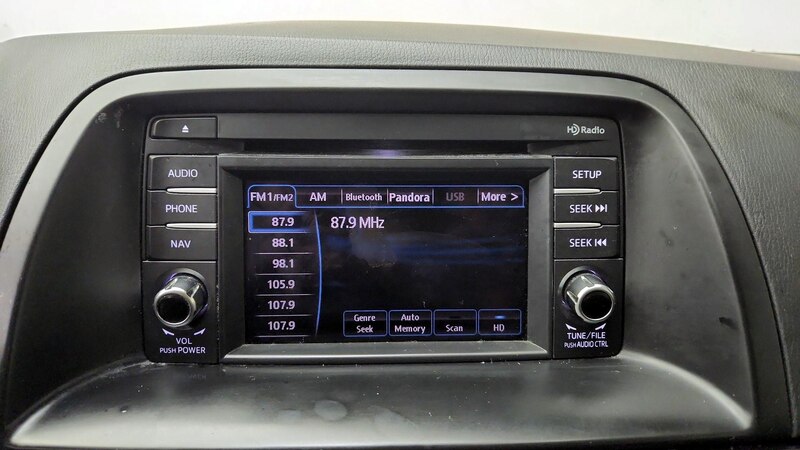 HD Radio
AUDIO
PHONE
NAV
VOL
PUSH POWER
FM1/FM2 AM Bluetooth Pandora USB More >
87.9
88.1
98.1
105.9
107.9
107.9
87.9 MHz
Genre Seek
Auto Memory
Scan
HD
SETUP
SEEK
SEEK
TUNE/FILE
PUSH AUDIO CTRL